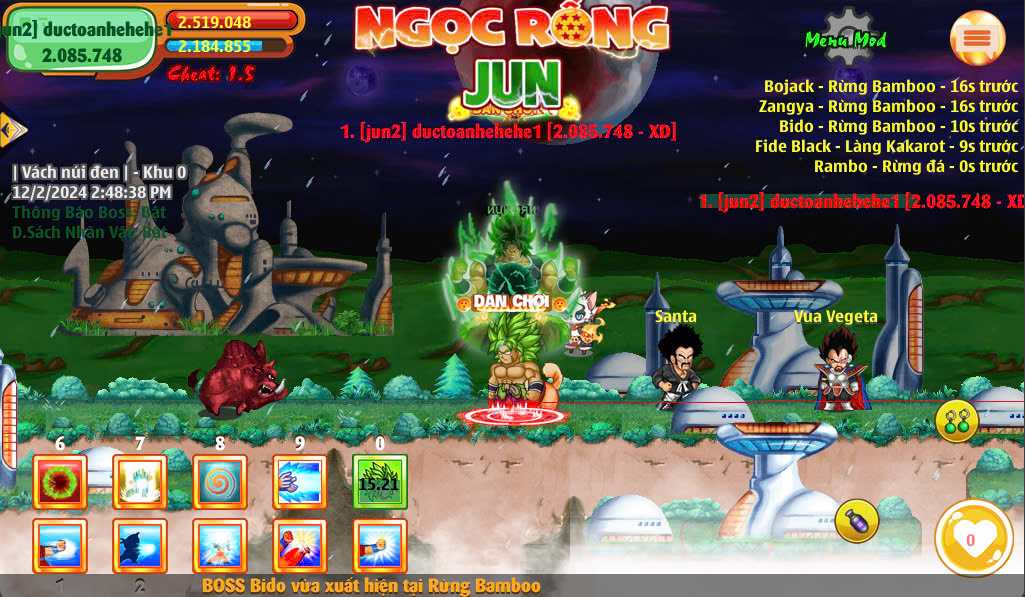 jun2] ductoanhehehe1
2.085.748
2.519.048
2.184.855
Cheat: 1.5
NGỌC RỒNG
JUN
Menu Mod
Bojack - Rừng Bamboo - 16s trước
Zangya - Rừng Bamboo - 16s trước
Bido - Rừng Bamboo - 10s trước
Fide Black - Làng Kakarot - 9s trước
Rambo - Rừng đá - 0s trước
1. [jun2] ductoanhehehe1 [2.085.748 - XD]
1. [jun2] ductoanhehehe1 [2.085.748 - XD
| Vách núi đen | - Khu 0
12/2/2024 2:48:38 PM
Thông Báo Boss: Bật
D.Sách Nhân Vật: Bật
DÂN CHƠI
Santa
Vua Vegeta
6
7
8
9
0
15.21
1
2
0
BOSS Bido vừa xuất hiện tại Rừng Bamboo